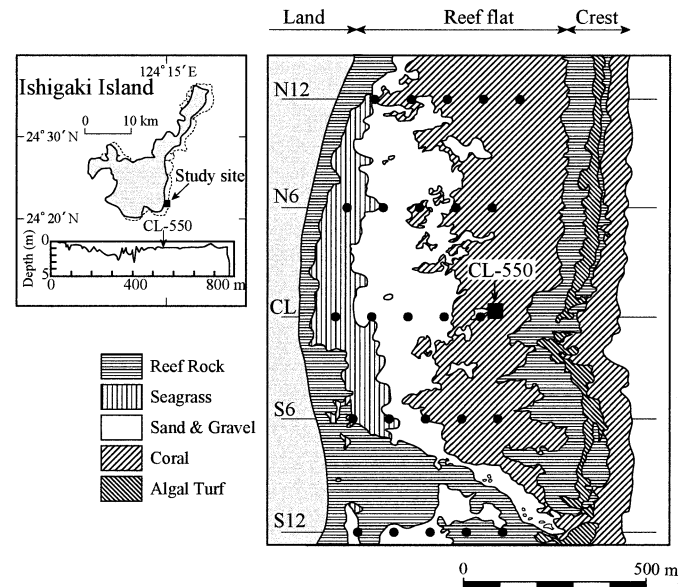 Land Reef flat Crest
124°15'E
Ishigaki Island
0 10 km
24°30'N
Study site
24°20'N
CL-550
Depth (m)
0
5
0 400 800 m
N12
N6
CL-550
CL
S6
S12
Reef Rock
Seagrass
Sand & Gravel
Coral
Algal Turf
0 500 m